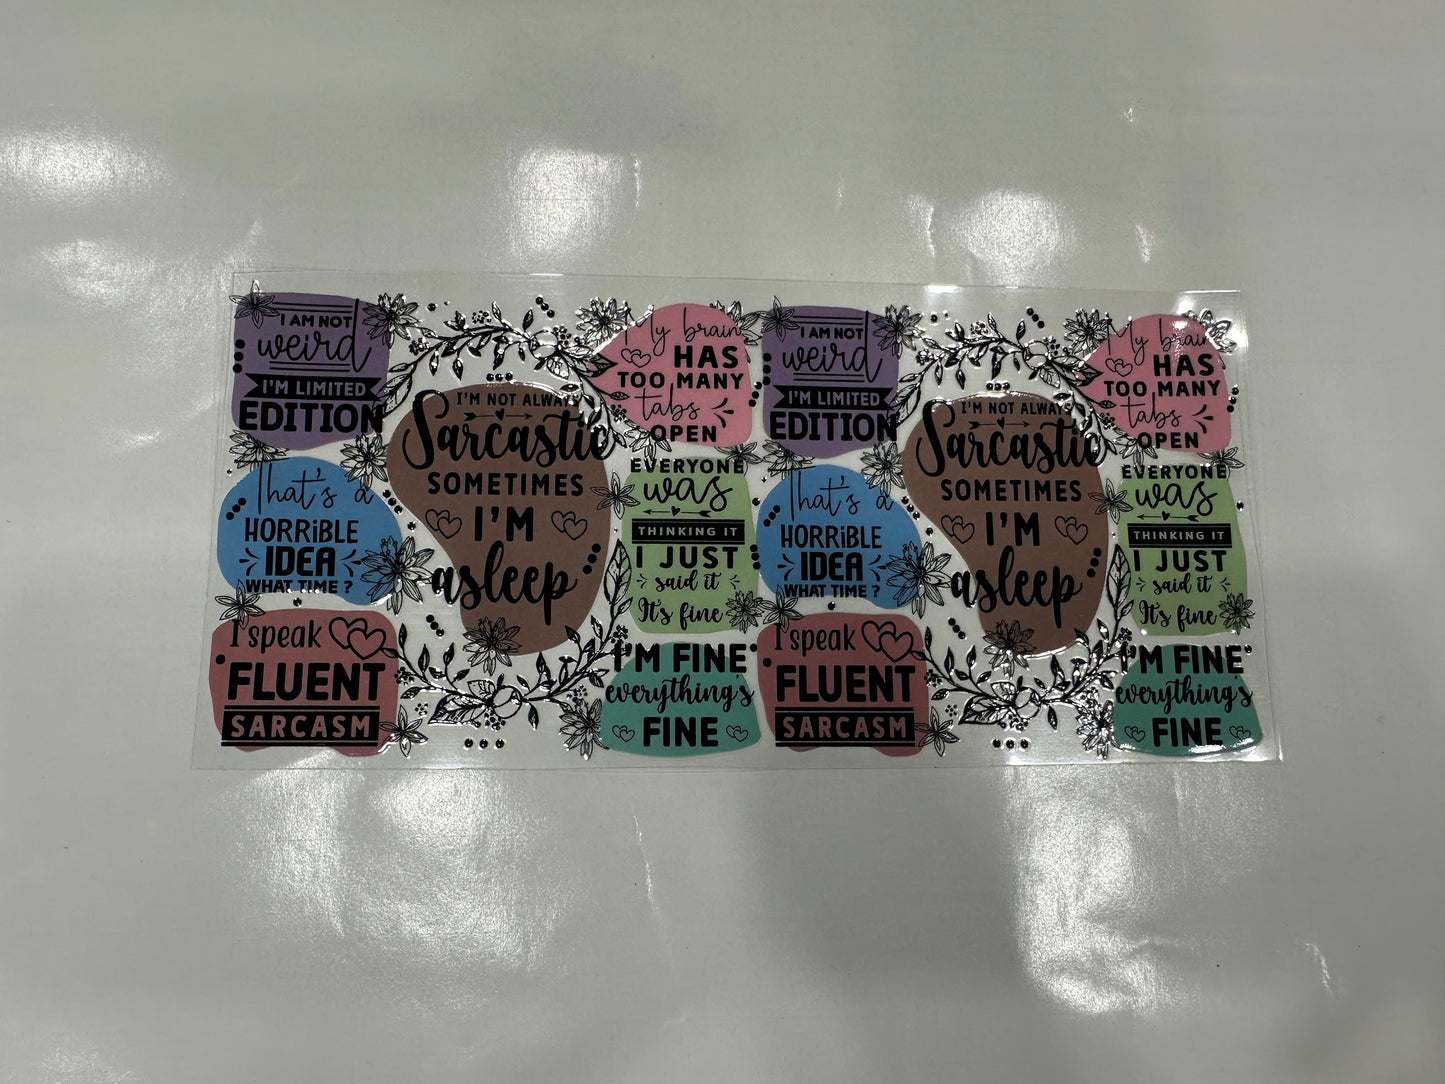 I AM NOT
weird
I'M LIMITED
EDITION
That's a
HORRiBLE
IDEA
WHAT TIME ?
I speak
FLUENT
SARCASM
I'M NOT ALWAYS
Sarcastic
SOMETIMES
I'M
asleep
My brain
HAS
TOO MANY
tabs
OPEN
EVERYONE
was
THINKING IT
I JUST
said it
It's fine
I'M FINE
everything's
FINE
I AM NOT
weird
I'M LIMITED
EDITION
That's a
HORRiBLE
IDEA
WHAT TIME ?
I speak
FLUENT
SARCASM
I'M NOT ALWAYS
Sarcastic
SOMETIMES
I'M
asleep
My brain
HAS
TOO MANY
tabs
OPEN
EVERYONE
was
THINKING IT
I JUST
said it
It's fine
I'M FINE
everything's
FINE